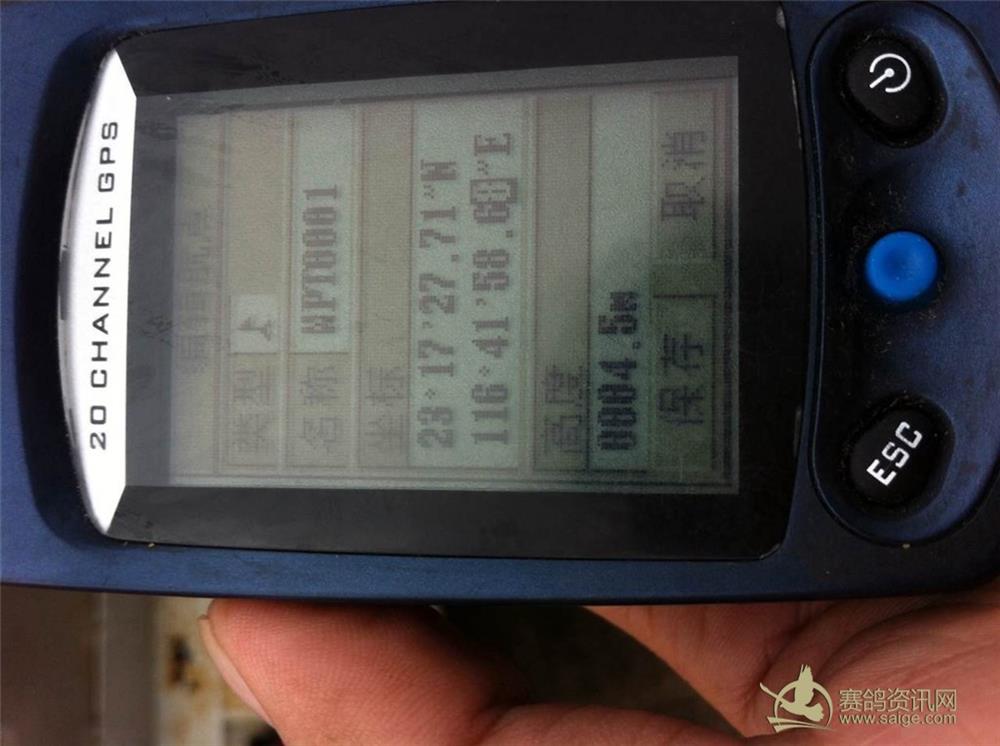 20 CHANNEL GPS
类型
名称 WPT0001
坐标
23°17'27.71"N
116°41'58.60"E
高度
0004.5M
保存 取消
ESC
赛鸽资讯网
www.saige.com